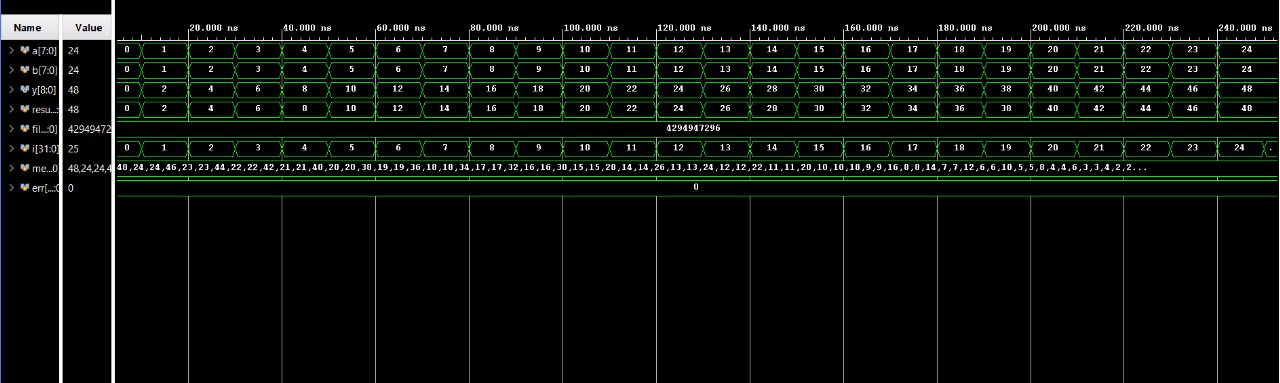 Name Value 20.000 ns 40.000 ns 60.000 ns 80.000 ns 100.000 ns 120.000 ns 140.000 ns 160.000 ns 180.000 ns 200.000 ns 220.000 ns 240.000 ns
a[7:0] 24 0 1 2 3 4 5 6 7 8 9 10 11 12 13 14 15 16 17 18 19 20 21 22 23 24
b[7:0] 24 0 1 2 3 4 5 6 7 8 9 10 11 12 13 14 15 16 17 18 19 20 21 22 23 24
y[8:0] 48 0 2 4 6 8 10 12 14 16 18 20 22 24 26 28 30 32 34 36 38 40 42 44 46 48
resu...: 48 0 2 4 6 8 10 12 14 16 18 20 22 24 26 28 30 32 34 36 38 40 42 44 46 48
fil...:0] 42949472 4294947296
i[31:0] 25 0 1 2 3 4 5 6 7 8 9 10 11 12 13 14 15 16 17 18 19 20 21 22 23 24 .
me...0] 48,24,24,4 48,24,24,46,23,23,44,22,22,42,21,21,40,20,20,38,19,19,36,18,18,34,17,17,32,16,16,30,15,15,28,14,14,26,13,13,24,12,12,22,11,11,20,10,10,18,9,9,16,8,8,14,7,7,12,6,6,10,5,5,8,4,4,6,3,3,4,2,2...
err[...:0 0 0